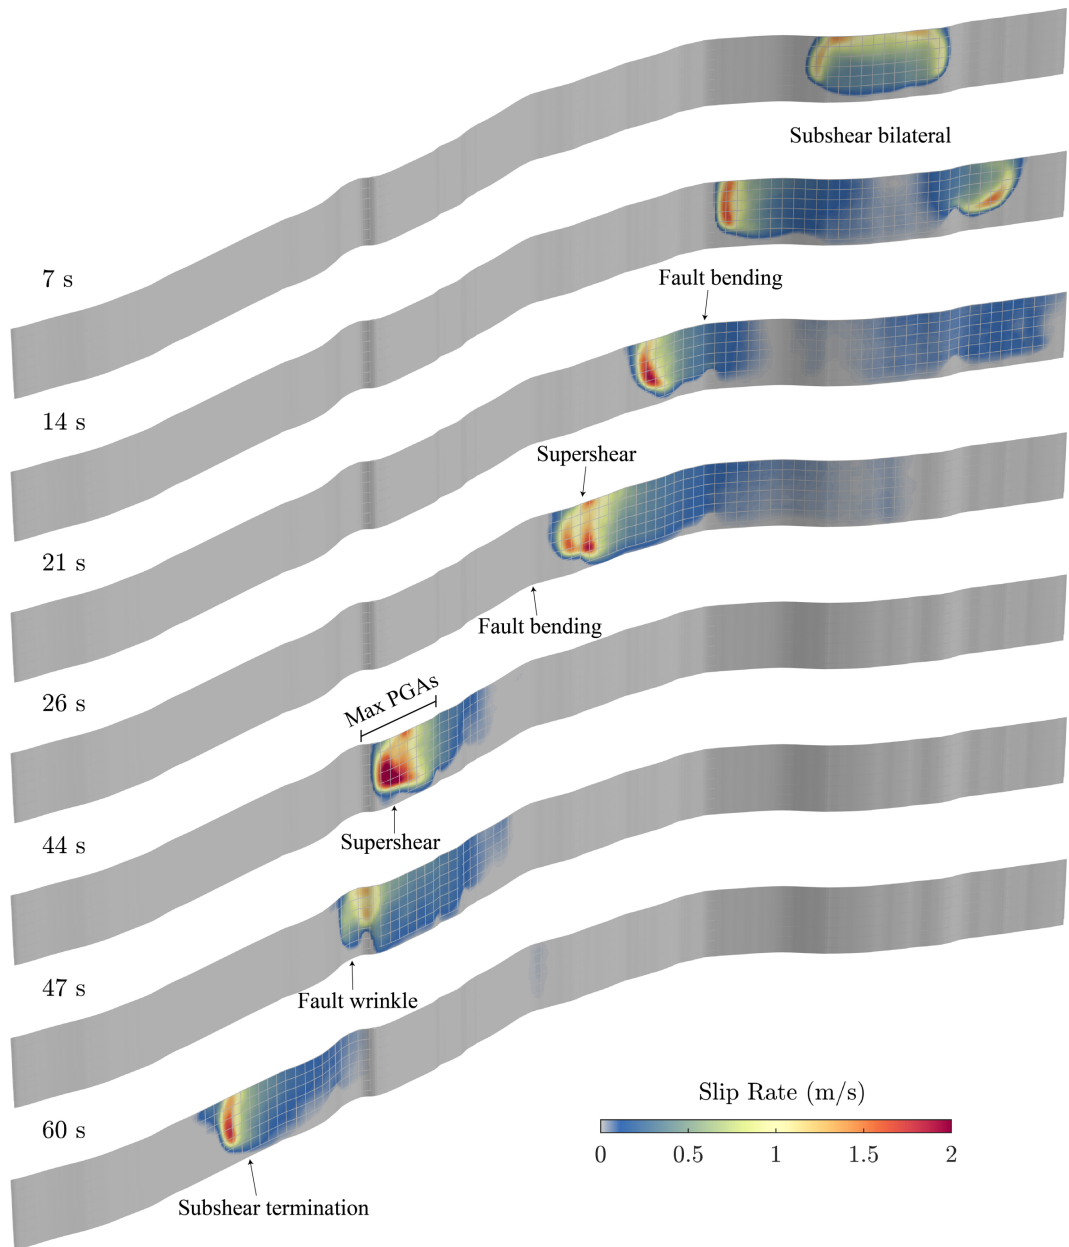 Subshear bilateral
7 s
Fault bending
14 s
Supershear
21 s
Fault bending
Max PGAs
26 s
Supershear
44 s
47 s
Fault wrinkle
Slip Rate (m/s)
60 s
0 0.5 1 1.5 2
Subshear termination